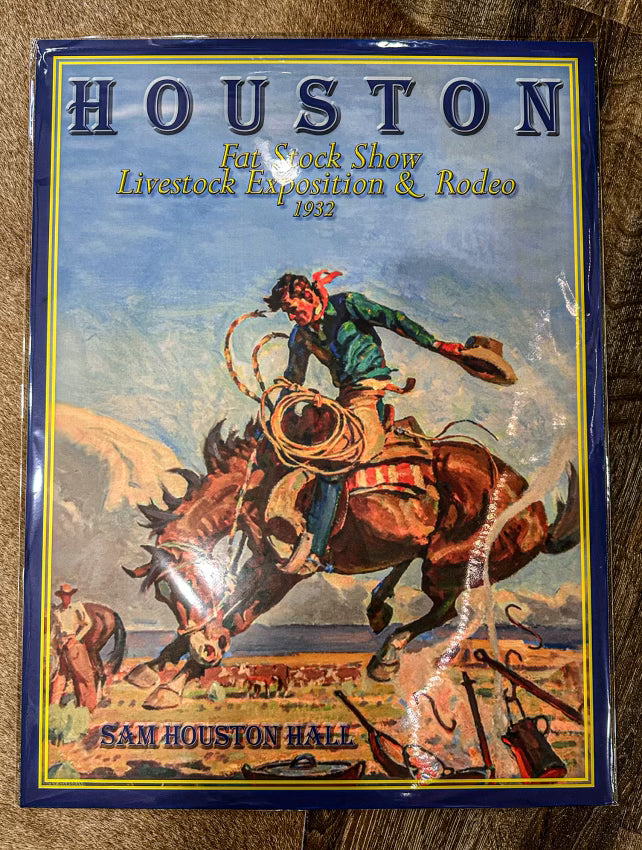 HOUSTON
Fat Stock Show
Livestock Exposition & Rodeo
1932
SAM HOUSTON HALL